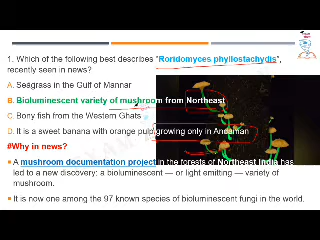 1. Which of the following best describes "Roridomyces phyllostachydis",
recently seen in news?
A. Seagrass in the Gulf of Mannar
B. Bioluminescent variety of mushroom from Northeast
C. Bony fish from the Western Ghats
D. It is a sweet banana with orange pulp growing only in Andaman
#Why in news?
A mushroom documentation project in the forests of Northeast India has
led to a new discovery: a bioluminescent — or light emitting — variety of
mushroom.
It is now one among the 97 known species of bioluminescent fungi in the world.